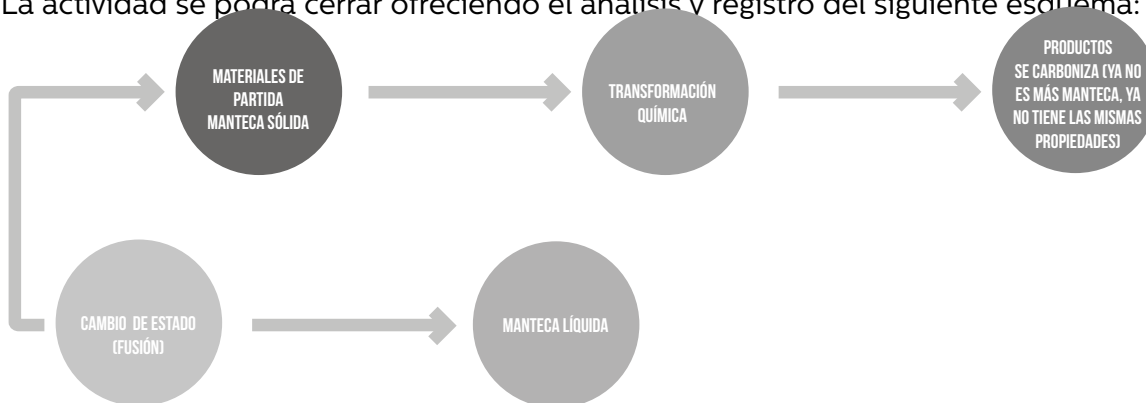 La actividad se podrá cerrar ofreciendo el análisis y registro del siguiente esquema:
MATERIALES DE
PARTIDA
MANTECA SÓLIDA
TRANSFORMACIÓN
QUÍMICA
PRODUCTOS
SE CARBONIZA (YA NO
ES MÁS MANTECA, YA
NO TIENE LAS MISMAS
PROPIEDADES)
CAMBIO DE ESTADO
(FUSIÓN)
MANTECA LÍQUIDA